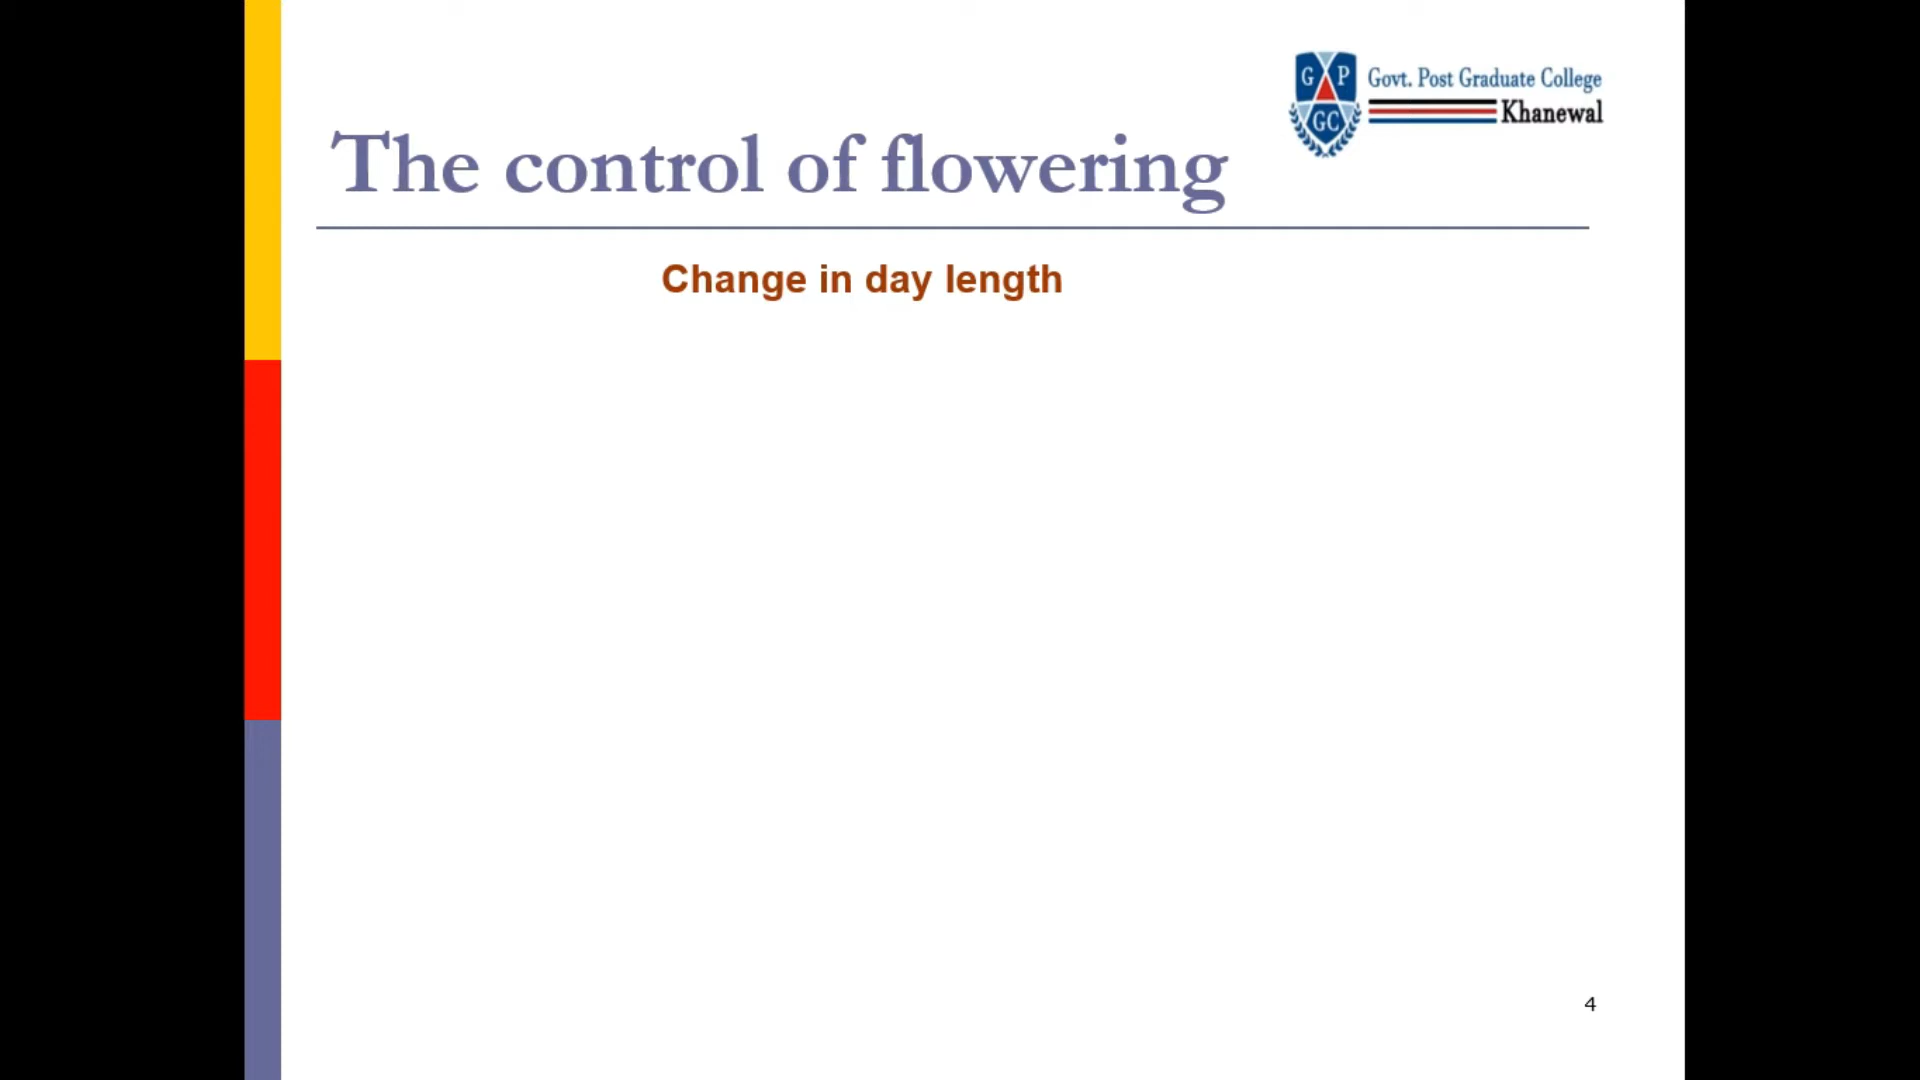 G P
GC
Govt. Post Graduate College
Khanewal
The control of flowering
Change in day length
4